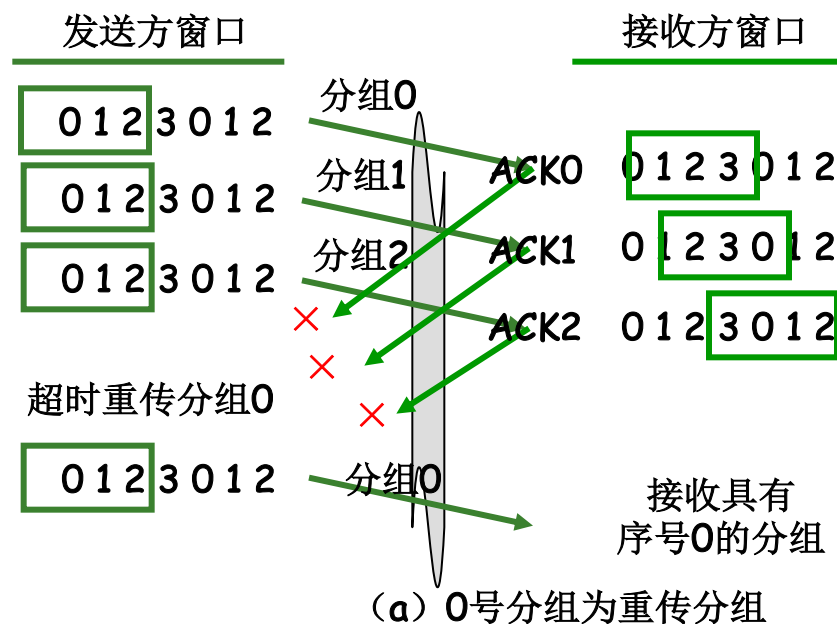 发送方窗口
接收方窗口
0 1 2 3 0 1 2
分组0
ACK0
0 1 2 3 0 1 2
0 1 2 3 0 1 2
分组1
ACK1
0 1 2 3 0 1 2
0 1 2 3 0 1 2
分组2
ACK2
0 1 2 3 0 1 2
超时重传分组0
0 1 2 3 0 1 2
分组0
接收具有
序号0的分组
（a）0号分组为重传分组